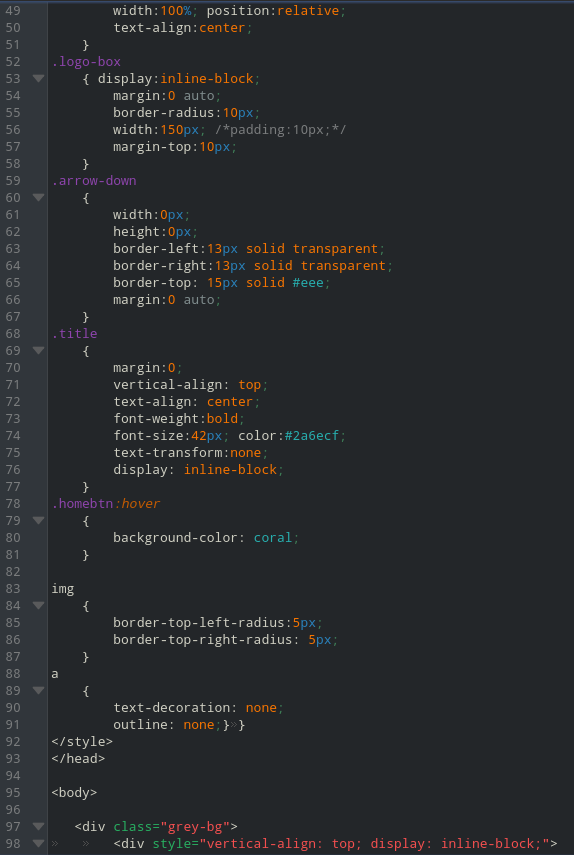 49 width:100%; position:relative;
50 text-align:center;
51 }
52 .logo-box
53 { display:inline-block;
54 margin:0 auto;
55 border-radius:10px;
56 width:150px; /*padding:10px;*/
57 margin-top:10px;
58 }
59 .arrow-down
60 {
61 width:0px;
62 height:0px;
63 border-left:13px solid transparent;
64 border-right:13px solid transparent;
65 border-top: 15px solid #eee;
66 margin:0 auto;
67 }
68 .title
69 {
70 margin:0;
71 vertical-align: top;
72 text-align: center;
73 font-weight:bold;
74 font-size:42px; color:#2a6ecf;
75 text-transform:none;
76 display: inline-block;
77 }
78 .homebtn:hover
79 {
80 background-color: coral;
81 }
82
83 img
84 {
85 border-top-left-radius:5px;
86 border-top-right-radius: 5px;
87 }
88 a
89 {
90 text-decoration: none;
91 outline: none;}»}
92 </style>
93 </head>
94
95 <body>
96
97 <div class="grey-bg">
98 » » <div style="vertical-align: top; display: inline-block;">